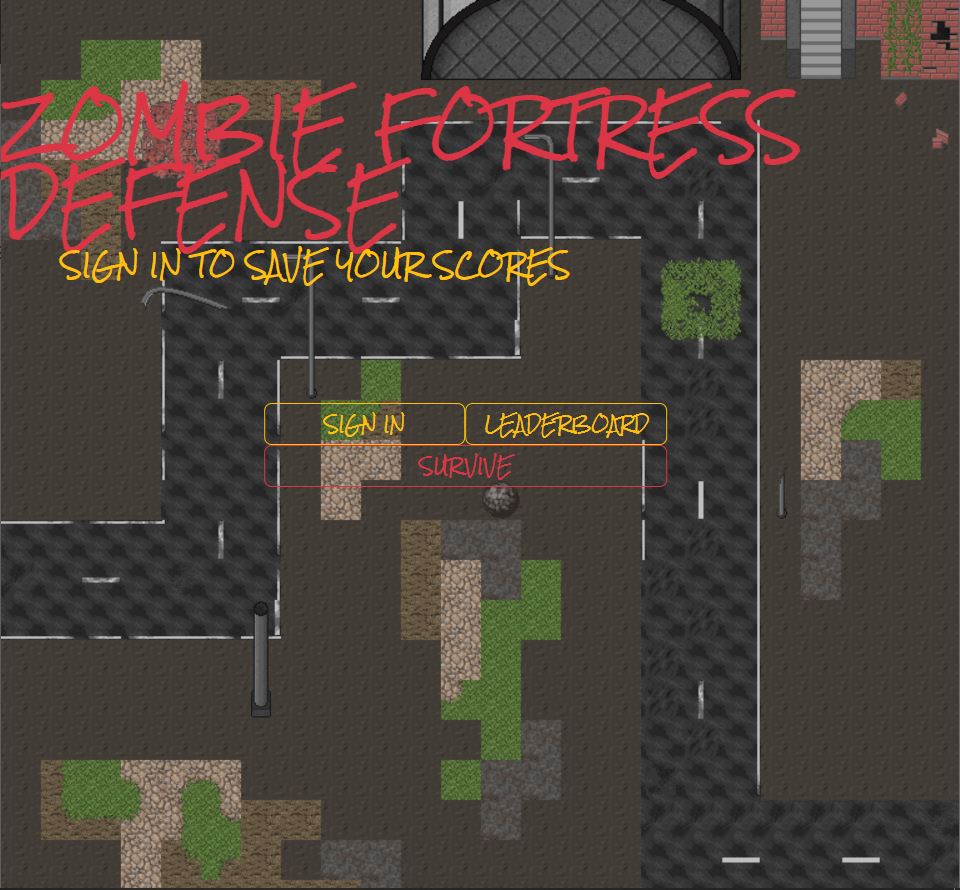 ZOMBIE FORTRESS
DEFENSE
SIGN IN TO SAVE YOUR SCORES
SIGN IN
LEADERBOARD
SURVIVE